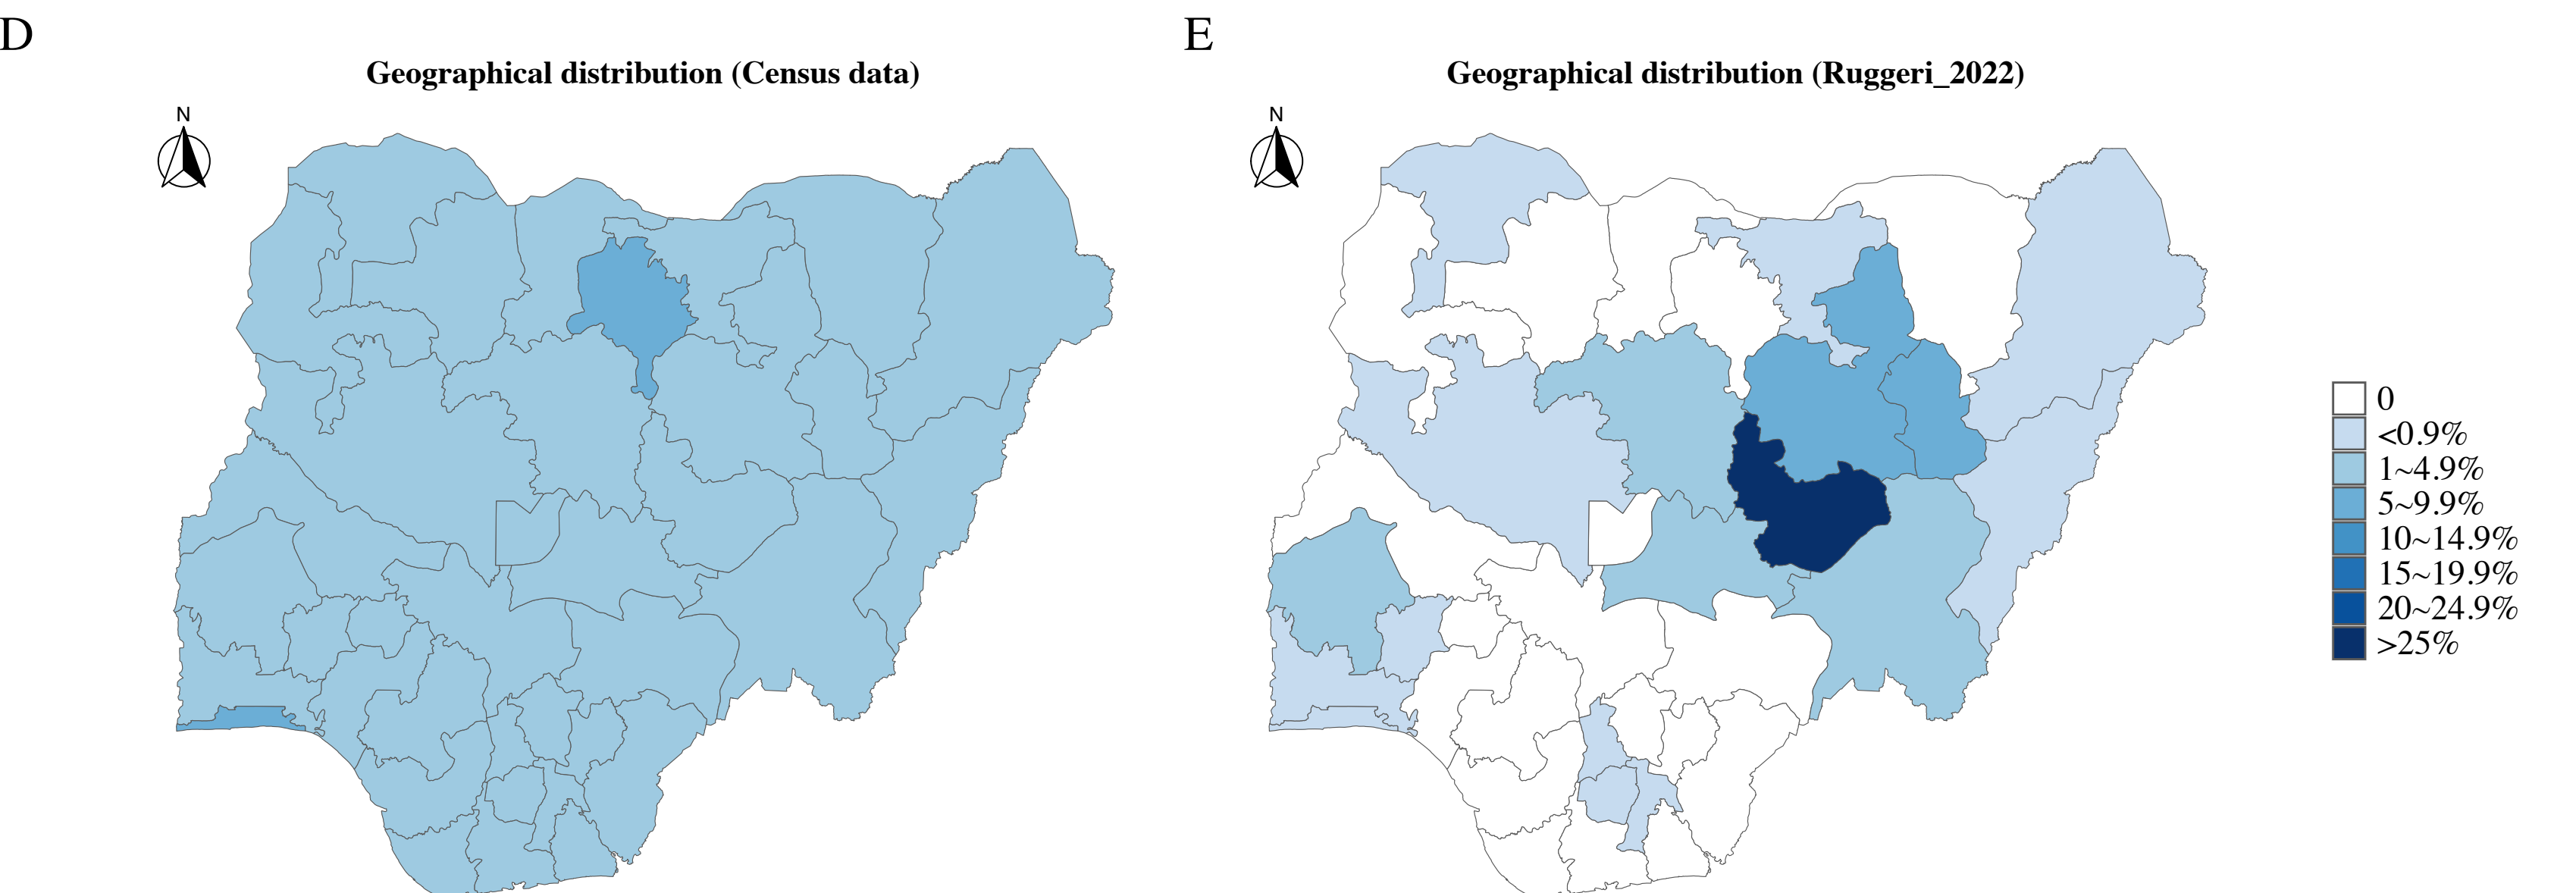 D
Geographical distribution (Census data)
N
E
Geographical distribution (Ruggeri_2022)
N
0
<0.9%
1~4.9%
5~9.9%
10~14.9%
15~19.9%
20~24.9%
>25%